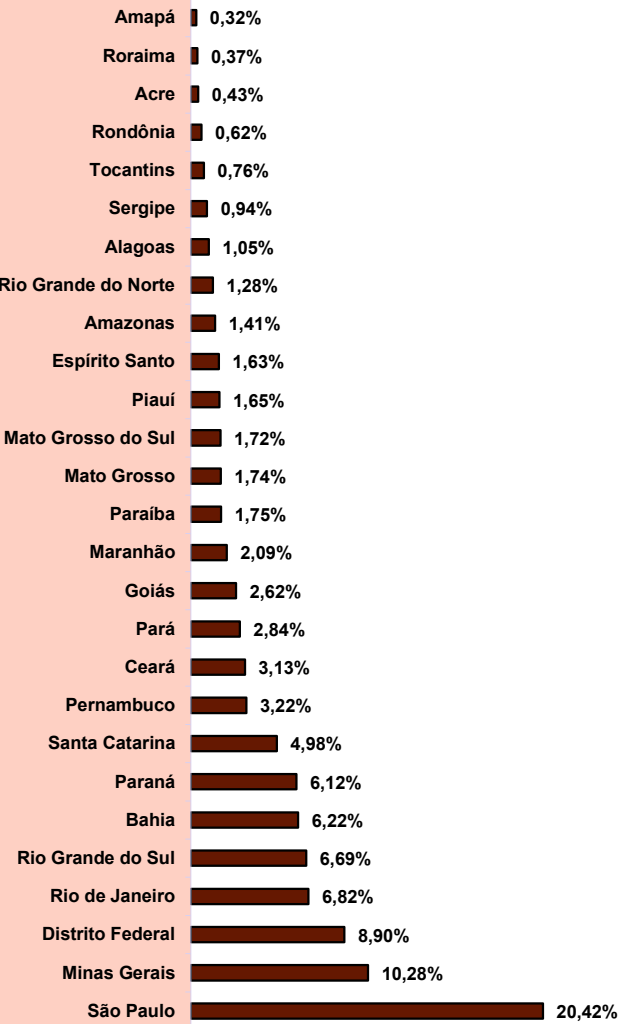 Amapá 0,32%
Roraima 0,37%
Acre 0,43%
Rondônia 0,62%
Tocantins 0,76%
Sergipe 0,94%
Alagoas 1,05%
Rio Grande do Norte 1,28%
Amazonas 1,41%
Espírito Santo 1,63%
Piauí 1,65%
Mato Grosso do Sul 1,72%
Mato Grosso 1,74%
Paraíba 1,75%
Maranhão 2,09%
Goiás 2,62%
Pará 2,84%
Ceará 3,13%
Pernambuco 3,22%
Santa Catarina 4,98%
Paraná 6,12%
Bahia 6,22%
Rio Grande do Sul 6,69%
Rio de Janeiro 6,82%
Distrito Federal 8,90%
Minas Gerais 10,28%
São Paulo 20,42%